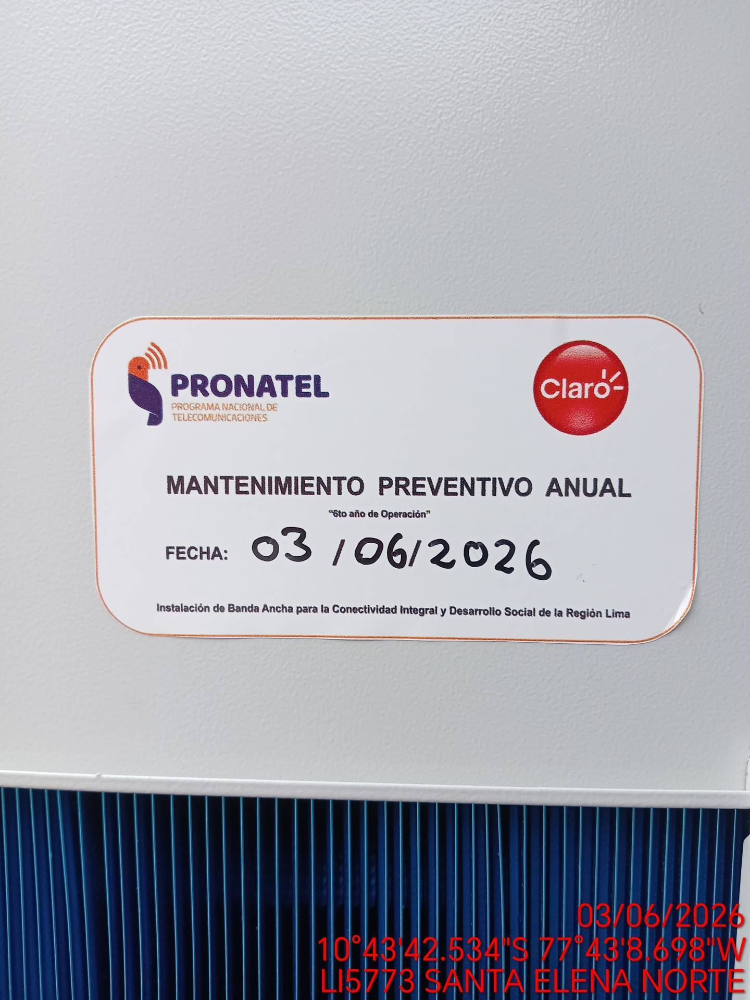 PRONATEL
PROGRAMA NACIONAL DE
TELECOMUNICACIONES
Claro
MANTENIMIENTO PREVENTIVO ANUAL
"6to año de Operación"
FECHA: 03/06/2026
Instalación de Banda Ancha para la Conectividad Integral y Desarrollo Social de la Región Lima
03/06/2026
10°43'42.534"S 77°43'8.698"W
LI5773 SANTA ELENA NORTE